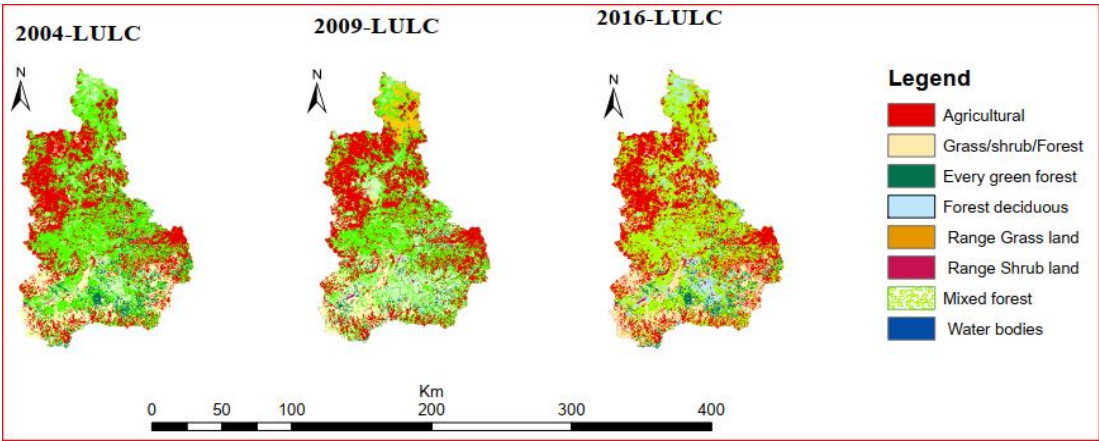 2004-LULC
2009-LULC
2016-LULC
N
N
N
Legend
Agricultural
Grass/shrub/Forest
Every green forest
Forest deciduous
Range Grass land
Range Shrub land
Mixed forest
Water bodies
Km
0 50 100 200 300 400